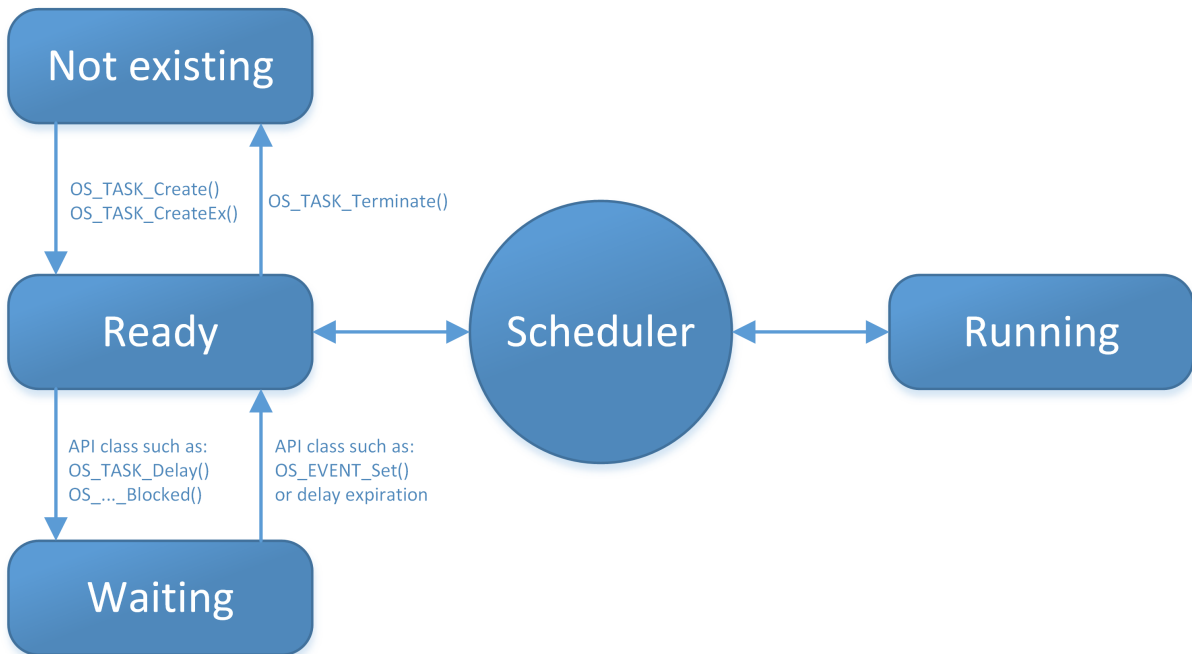 Not existing
OS_TASK_Create()
OS_TASK_CreateEx()
OS_TASK_Terminate()
Ready
Scheduler
Running
API class such as:
OS_TASK_Delay()
OS_..._Blocked()
API class such as:
OS_EVENT_Set()
or delay expiration
Waiting